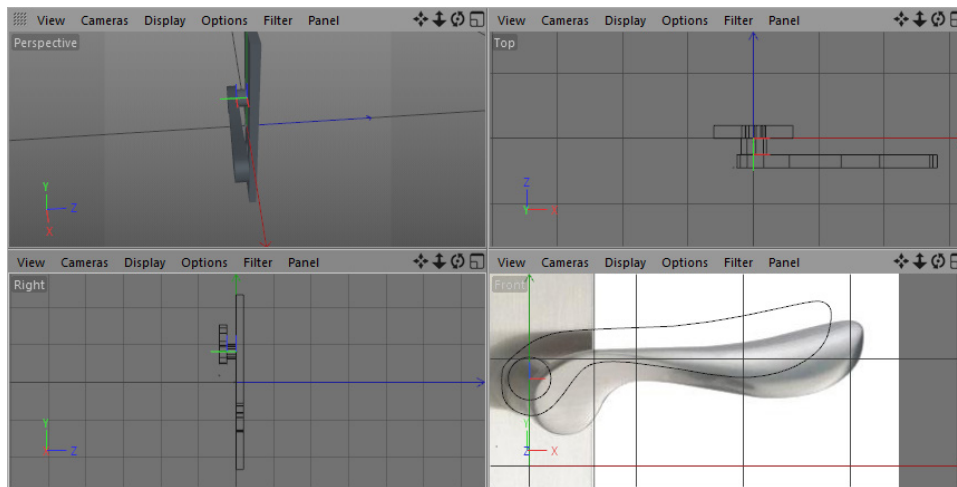 View Cameras Display Options Filter Panel
Perspective
Y
Z
X
View Cameras Display Options Filter Panel
Top
Z
Y X
View Cameras Display Options Filter Panel
Right
Y
X Z
View Cameras Display Options Filter Panel
Front
Y
Z X